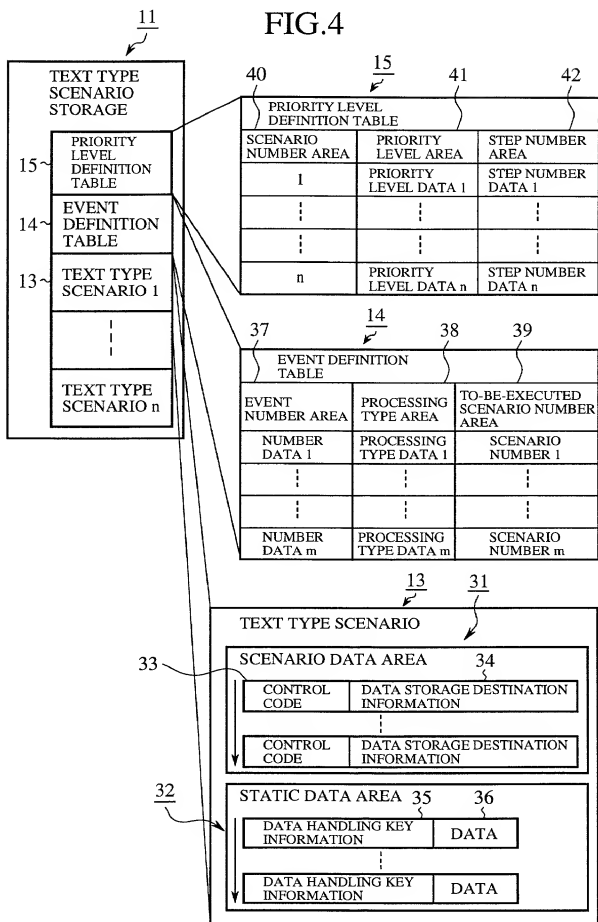 FIG.4
11
TEXT TYPE
SCENARIO
STORAGE
15
PRIORITY
LEVEL
DEFINITION
TABLE
14
EVENT
DEFINITION
TABLE
13
TEXT TYPE
SCENARIO 1
TEXT TYPE
SCENARIO n
40
15
41
42
PRIORITY LEVEL
DEFINITION TABLE
SCENARIO
NUMBER AREA
PRIORITY
LEVEL AREA
STEP NUMBER
AREA
I
PRIORITY
LEVEL DATA 1
STEP NUMBER
DATA 1
n
PRIORITY
LEVEL DATA n
STEP NUMBER
DATA n
37
14
38
39
EVENT DEFINITION
TABLE
EVENT
NUMBER AREA
PROCESSING
TYPE AREA
TO-BE-EXECUTED
SCENARIO NUMBER
AREA
NUMBER
DATA 1
PROCESSING
TYPE DATA 1
SCENARIO
NUMBER 1
NUMBER
DATA m
PROCESSING
TYPE DATA m
SCENARIO
NUMBER m
13
TEXT TYPE SCENARIO
31
33
SCENARIO DATA AREA
34
CONTROL
CODE
DATA STORAGE DESTINATION
INFORMATION
CONTROL
CODE
DATA STORAGE DESTINATION
INFORMATION
32
STATIC DATA AREA
35
36
DATA HANDLING KEY
INFORMATION
DATA
DATA HANDLING KEY
INFORMATION
DATA